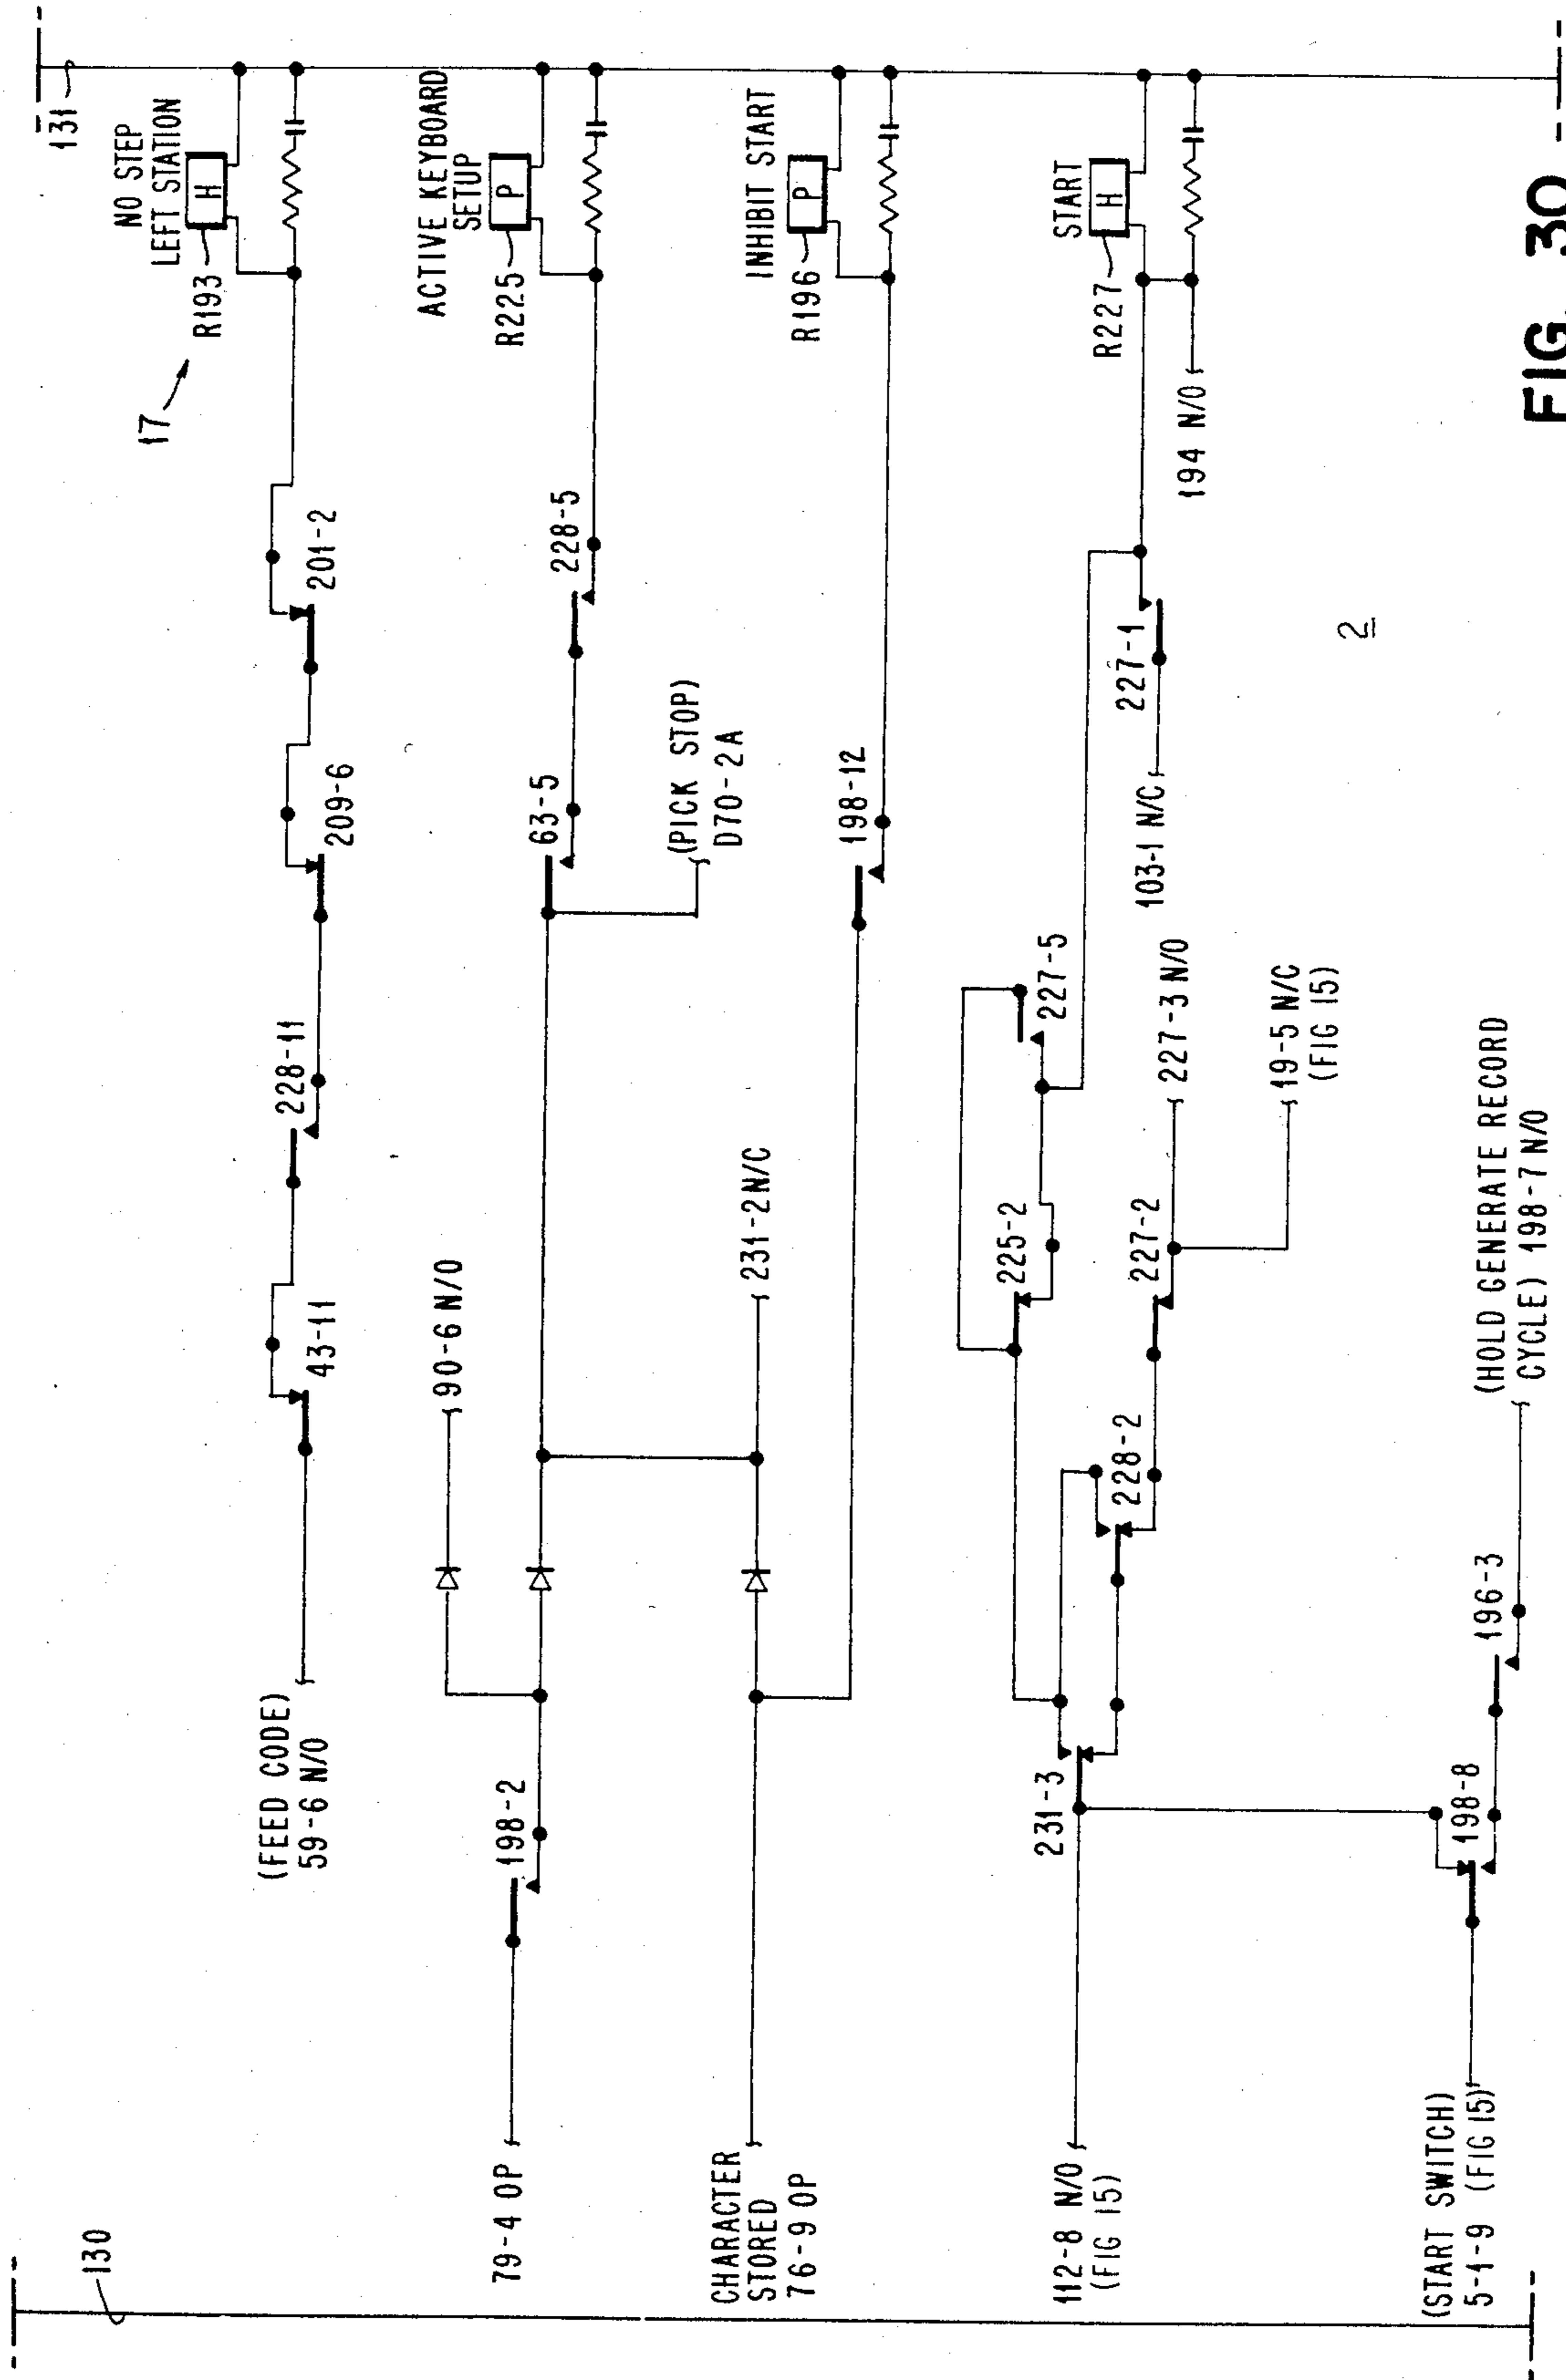 130
131
17
NO STEP
LEFT STATION
H
R193
(FEED CODE)
59-6 N/O
43-11
228-11
209-6
201-2
ACTIVE KEYBOARD
SETUP
P
R225
79-4 OP
198-2
90-6 N/O
63-5
228-5
(PICK STOP)
D70-2A
INHIBIT START
P
R196
CHARACTER
STORED
76-9 OP
231-2 N/C
198-12
START
H
R227
194 N/O
112-8 N/O
(FIG 15)
231-3
228-2
225-2
227-5
227-2
227-3 N/O
19-5 N/C
(FIG 15)
103-1 N/C
227-1
(START SWITCH)
5-1-9 (FIG 15)
198-8
196-3
(HOLD GENERATE RECORD
CYCLE) 198-7 N/O
2
FIG. 30